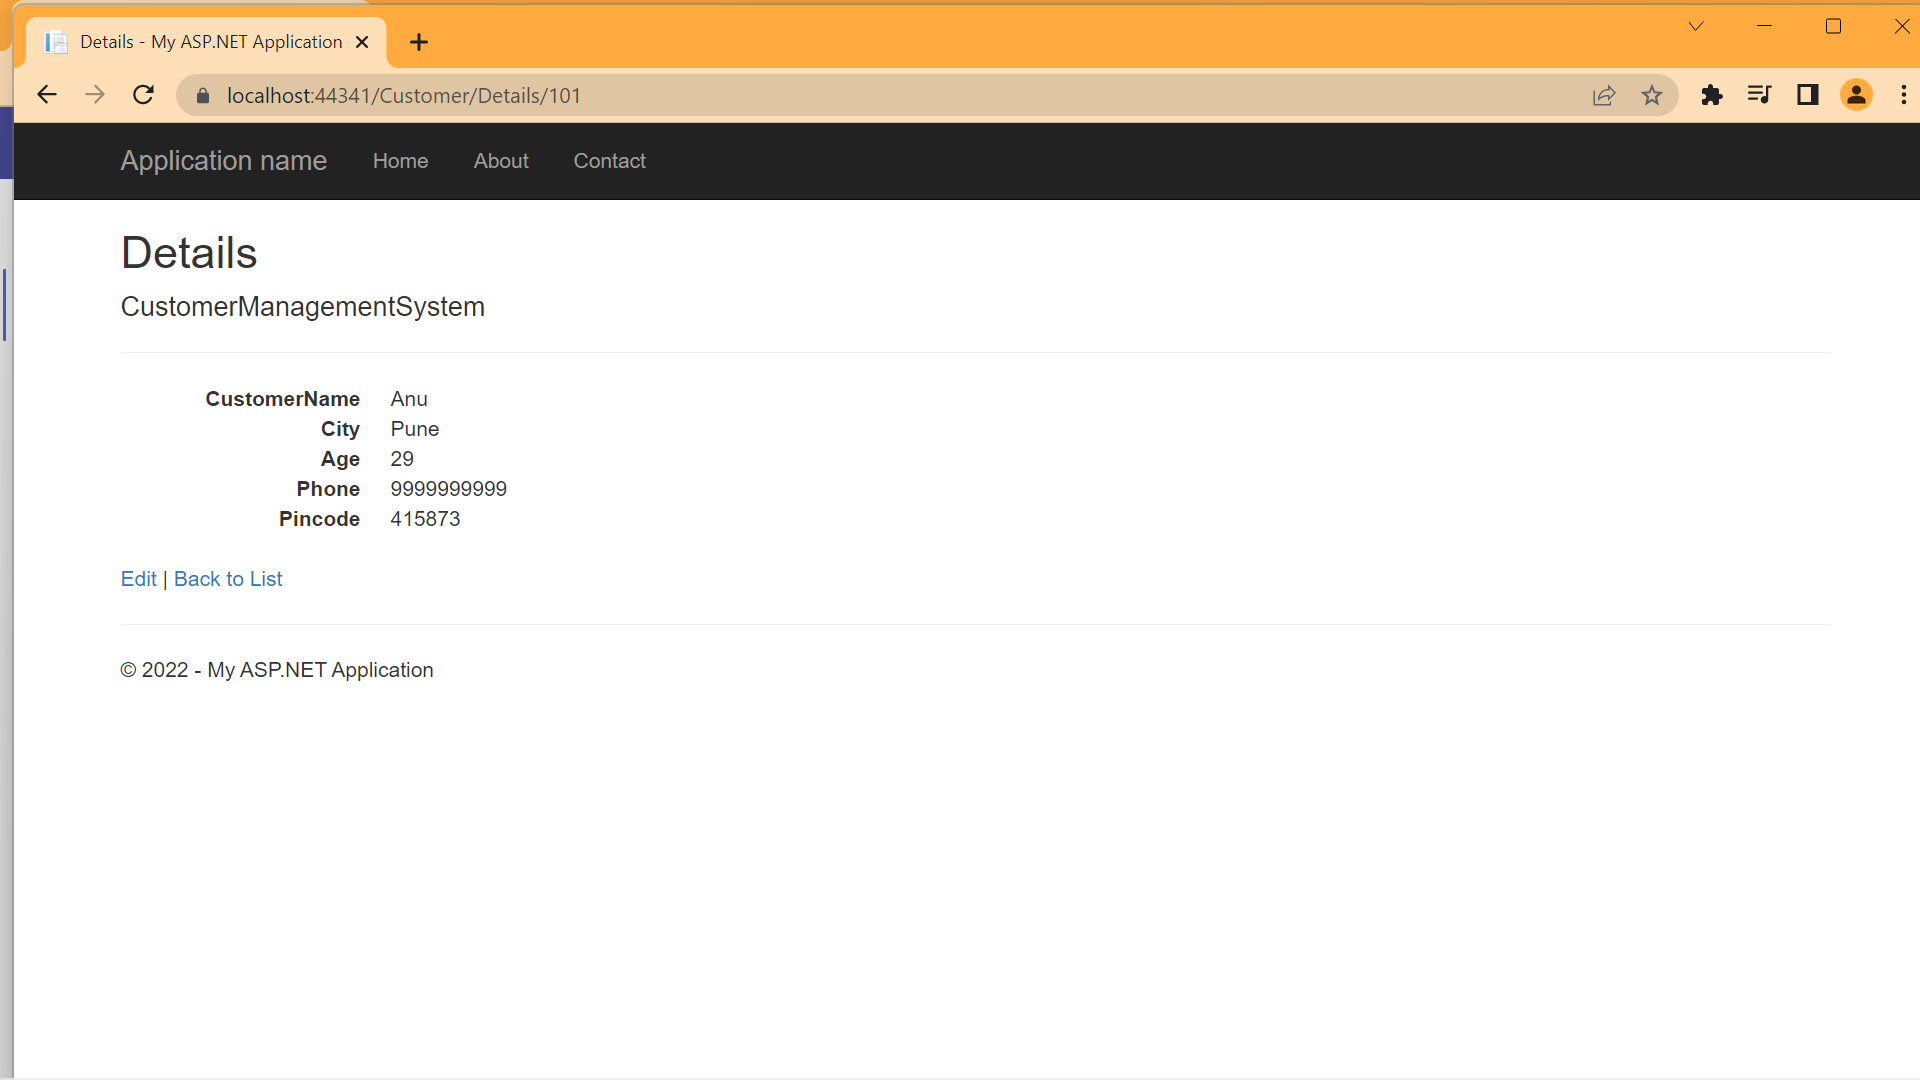 Details - My ASP.NET Application
localhost:44341/Customer/Details/101
Application name Home About Contact
Details
CustomerManagementSystem
CustomerName Anu
City Pune
Age 29
Phone 9999999999
Pincode 415873
Edit | Back to List
© 2022 - My ASP.NET Application